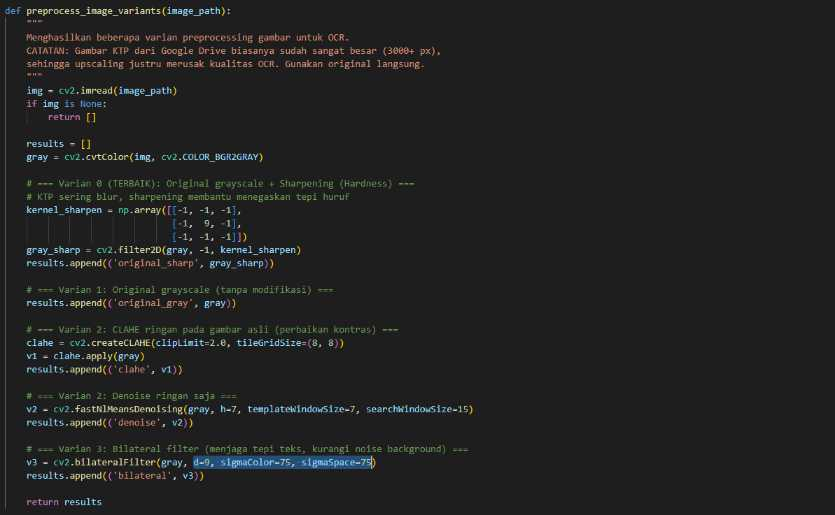 def preprocess_image_variants(image_path):
    """
    Menghasilkan beberapa varian preprocessing gambar untuk OCR.
    CATATAN: Gambar KTP dari Google Drive biasanya sudah sangat besar (3000+ px),
    sehingga upscaling justru merusak kualitas OCR. Gunakan original langsung.
    """
    img = cv2.imread(image_path)
    if img is None:
        return []

    results = []
    gray = cv2.cvtColor(img, cv2.COLOR_BGR2GRAY)

    # === Varian 0 (TERBAIK): Original grayscale + Sharpening (Hardness) ===
    # KTP sering blur, sharpening membantu menegaskan tepi huruf
    kernel_sharpen = np.array([[-1, -1, -1],
                               [-1,  9, -1],
                               [-1, -1, -1]])
    gray_sharp = cv2.filter2D(gray, -1, kernel_sharpen)
    results.append(('original_sharp', gray_sharp))

    # === Varian 1: Original grayscale (tanpa modifikasi) ===
    results.append(('original_gray', gray))

    # === Varian 2: CLAHE ringan pada gambar asli (perbaikan kontras) ===
    clahe = cv2.createCLAHE(clipLimit=2.0, tileGridSize=(8, 8))
    v1 = clahe.apply(gray)
    results.append(('clahe', v1))

    # === Varian 2: Denoise ringan saja ===
    v2 = cv2.fastNlMeansDenoising(gray, h=7, templateWindowSize=7, searchWindowSize=15)
    results.append(('denoise', v2))

    # === Varian 3: Bilateral filter (menjaga tepi teks, kurangi noise background) ===
    v3 = cv2.bilateralFilter(gray, d=9, sigmaColor=75, sigmaSpace=75)
    results.append(('bilateral', v3))

    return results